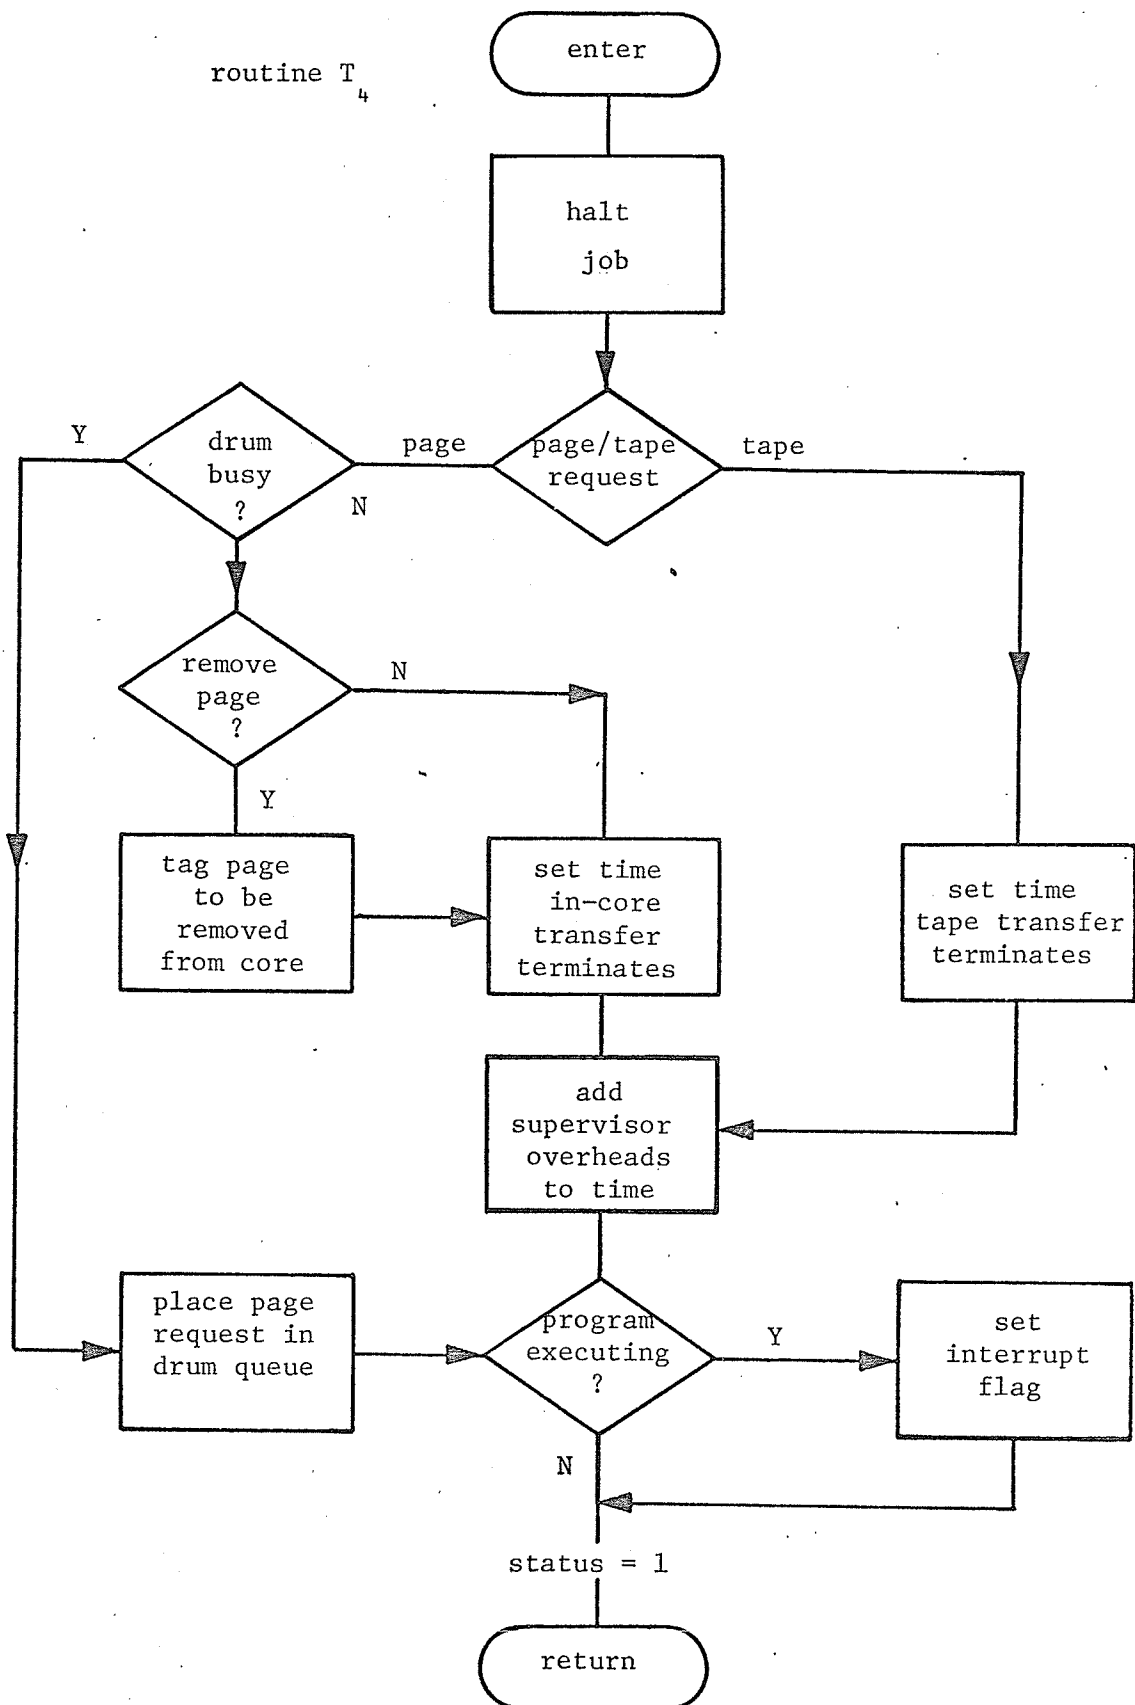 enter
routine T4
halt
job
Y
drum
busy
?
page
N
page/tape
request
tape
remove
page
?
N
Y
tag page
to be
removed
from core
set time
in-core
transfer
terminates
set time
tape transfer
terminates
add
supervisor
overheads
to time
place page
request in
drum queue
program
executing
?
Y
set
interrupt
flag
N
status = 1
return